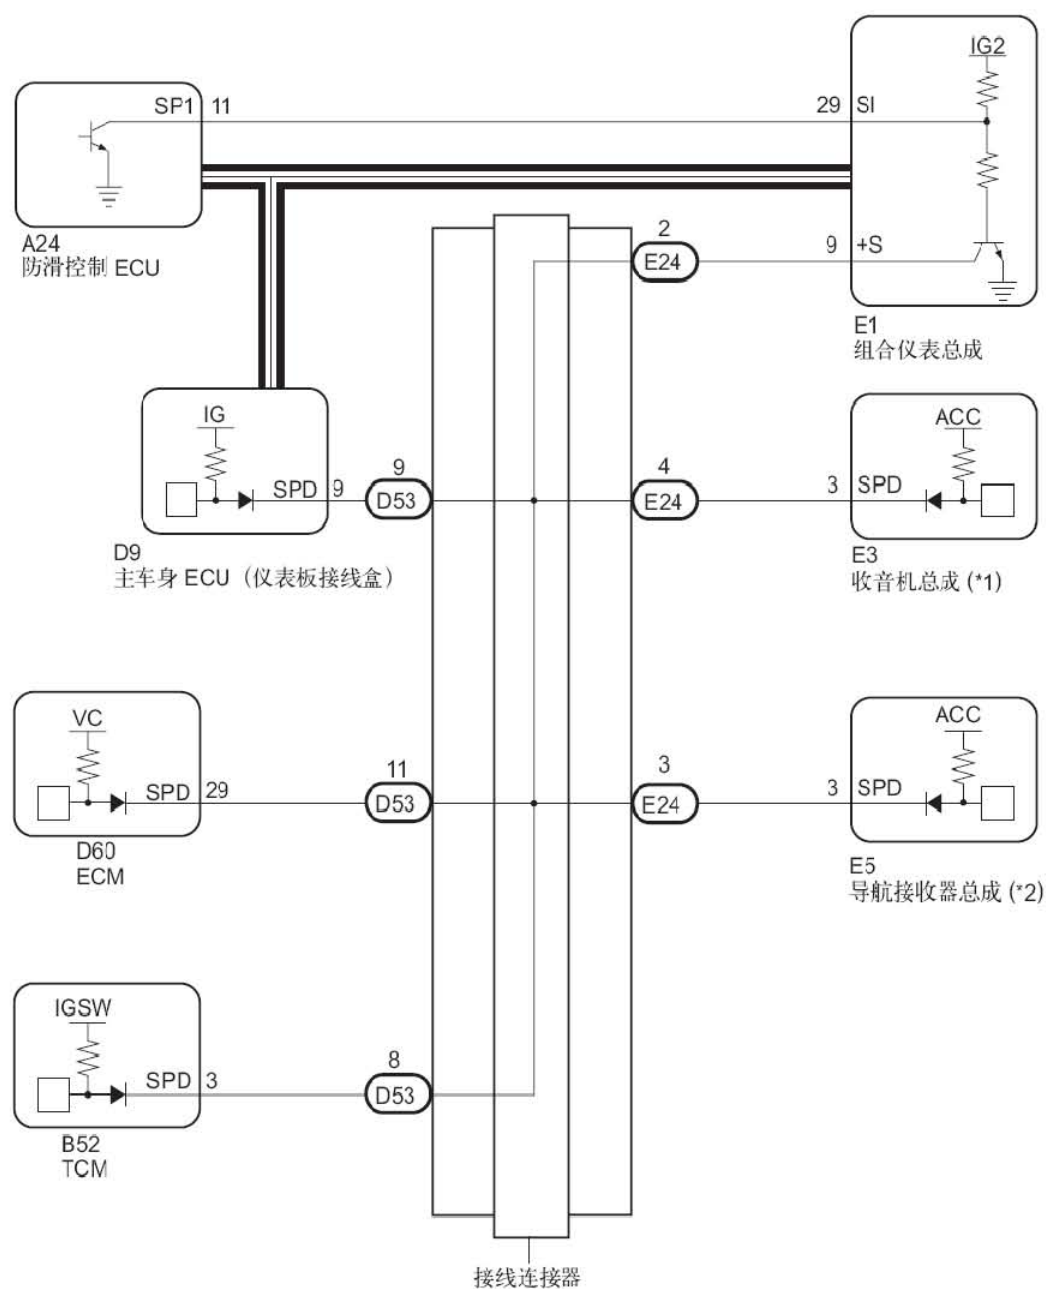 IG2
SP1 11
29 SI
A24
防滑控制 ECU
2
E24
9 +S
E1
组合仪表总成
IG
SPD 9
9
D53
4
E24
ACC
3 SPD
D9
主车身 ECU（仪表板接线盒）
E3
收音机总成 (*1)
VC
SPD 29
11
D53
3
E24
ACC
3 SPD
D60
ECM
E5
导航接收器总成 (*2)
IGSW
SPD 3
8
D53
B52
TCM
接线连接器